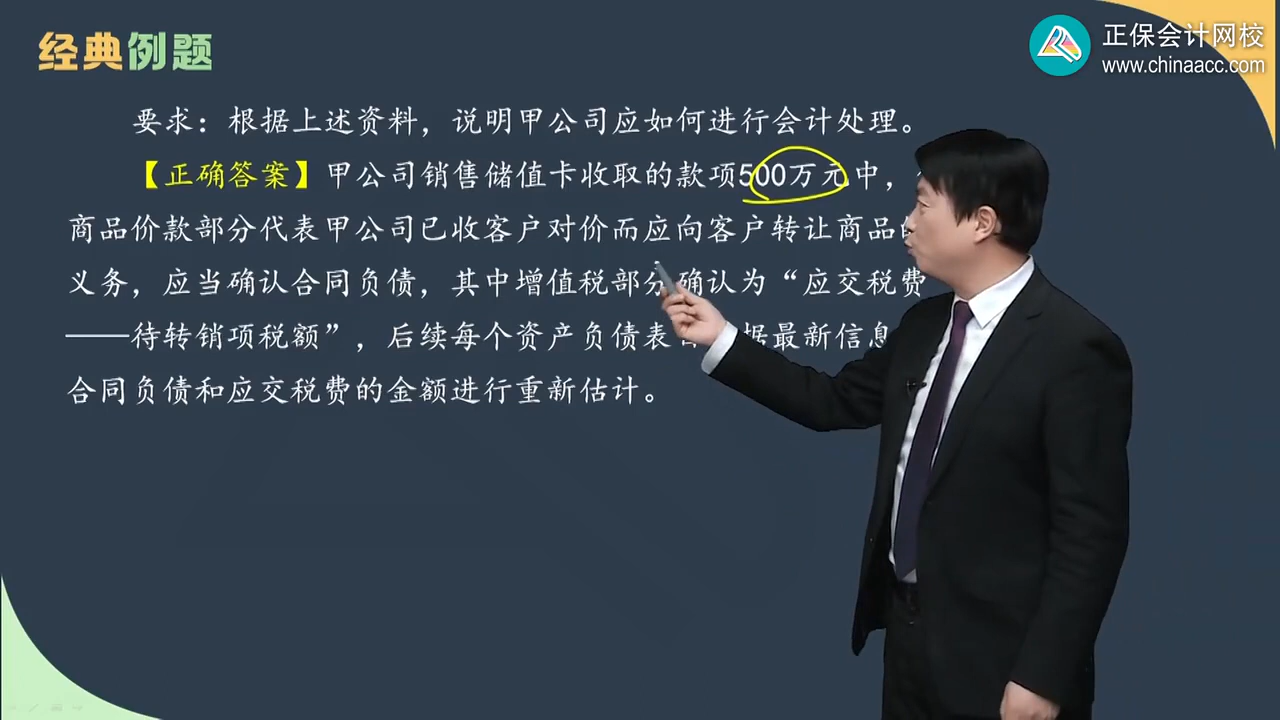 经典例题
正保会计网校
www.chinaacc.com
要求：根据上述资料，说明甲公司应如何进行会计处理。
【正确答案】甲公司销售储值卡收取的款项500万元中，
商品价款部分代表甲公司已收客户对价而应向客户转让商品
义务，应当确认合同负债，其中增值税部分确认为“应交税费
——待转销项税额”，后续每个资产负债表日 据最新信息
合同负债和应交税费的金额进行重新估计。